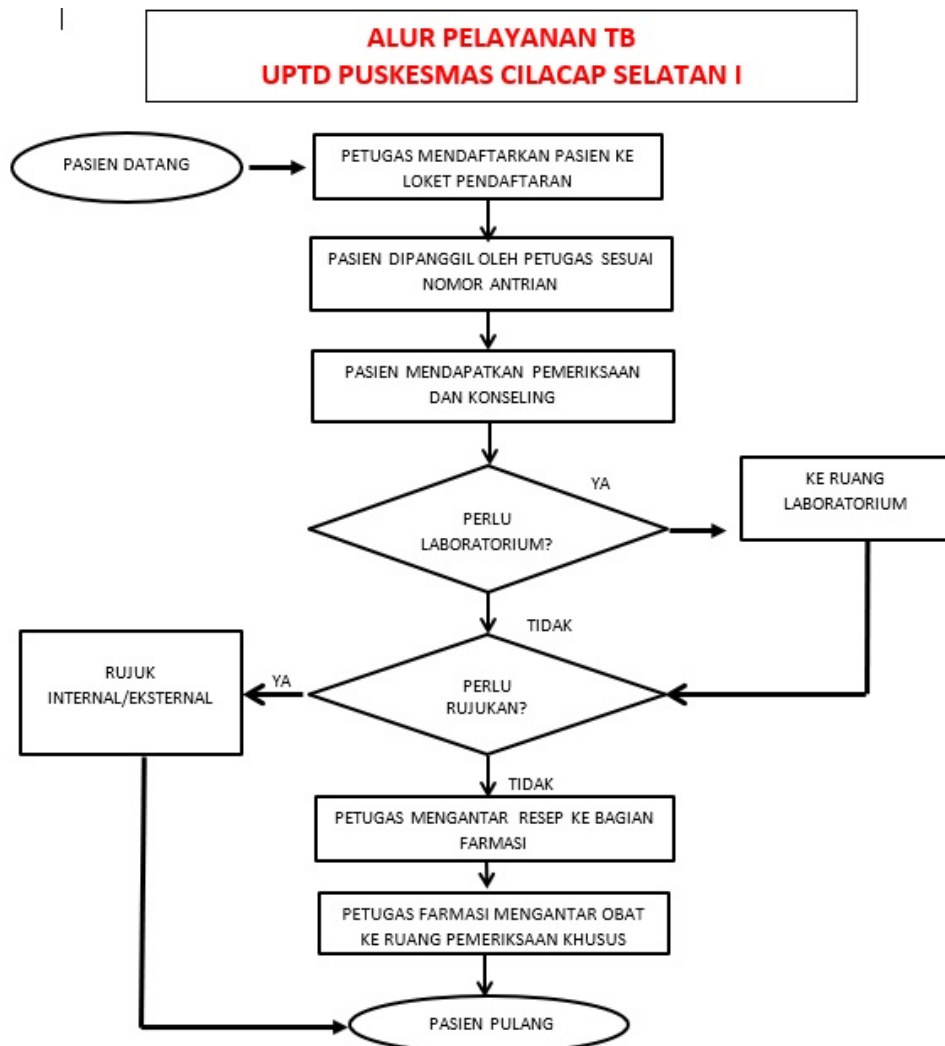 ALUR PELAYANAN TB
UPTD PUSKESMAS CILACAP SELATAN I
PASIEN DATANG
PETUGAS MENDAFTARKAN PASIEN KE
LOKET PENDAFTARAN
PASIEN DIPANGGIL OLEH PETUGAS SESUAI
NOMOR ANTRIAN
PASIEN MENDAPATKAN PEMERIKSAAN
DAN KONSELING
PERLU
LABORATORIUM?
YA
KE RUANG
LABORATORIUM
TIDAK
PERLU
RUJUKAN?
YA
RUJUK
INTERNAL/EKSTERNAL
TIDAK
PETUGAS MENGANTAR RESEP KE BAGIAN
FARMASI
PETUGAS FARMASI MENGANTAR OBAT
KE RUANG PEMERIKSAAN KHUSUS
PASIEN PULANG